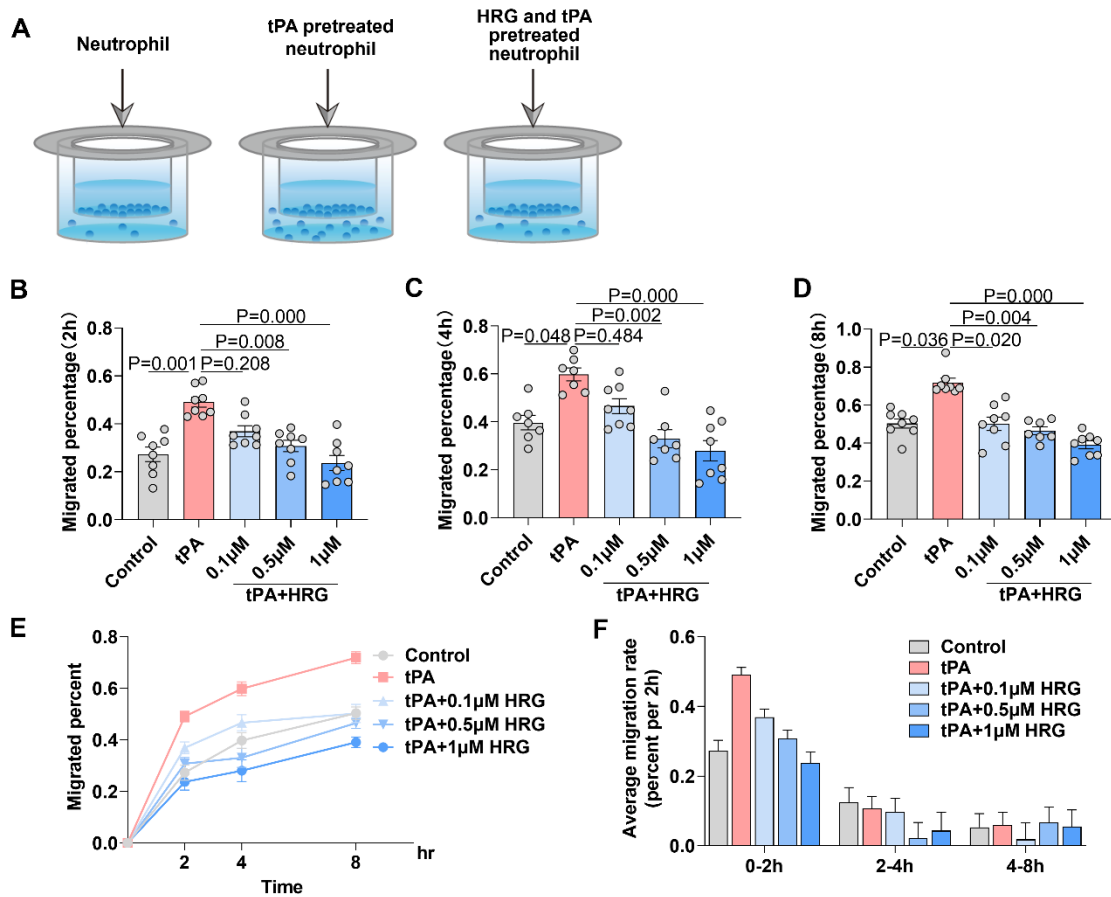 A
Neutrophil
tPA pretreated
neutrophil
HRG and tPA
pretreated
neutrophil
B
Migrated percentage (2h)
0.8
0.6
0.4
0.2
0.0
P=0.000
P=0.008
P=0.001
P=0.208
Control
tPA
0.1μM
0.5μM
1μM
tPA+HRG
C
Migrated percentage (4h)
0.8
0.6
0.4
0.2
0.0
P=0.000
P=0.002
P=0.048
P=0.484
Control
tPA
0.1μM
0.5μM
1μM
tPA+HRG
D
Migrated percentage (8h)
1.0
0.8
0.6
0.4
0.2
0.0
P=0.000
P=0.004
P=0.036
P=0.020
Control
tPA
0.1μM
0.5μM
1μM
tPA+HRG
E
Migrated percent
0.8
0.6
0.4
0.2
0.0
2
4
8
hr
Time
Control
tPA
tPA+0.1μM HRG
tPA+0.5μM HRG
tPA+1μM HRG
F
Average migration rate
(percent per 2h)
0.6
0.4
0.2
0.0
0-2h
2-4h
4-8h
Control
tPA
tPA+0.1μM HRG
tPA+0.5μM HRG
tPA+1μM HRG